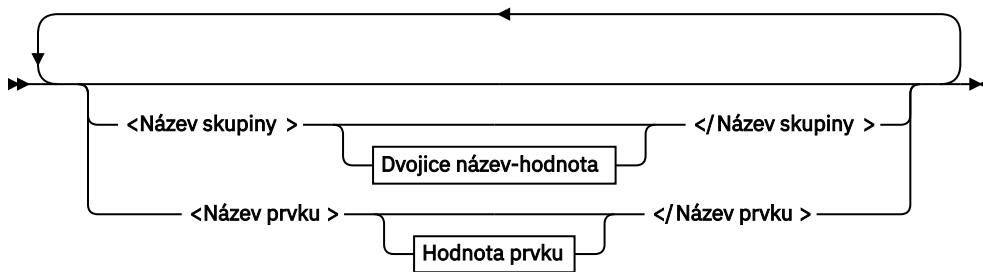 <Název skupiny >
</Název skupiny >
Dvojice název-hodnota
<Název prvku >
</Název prvku >
Hodnota prvku